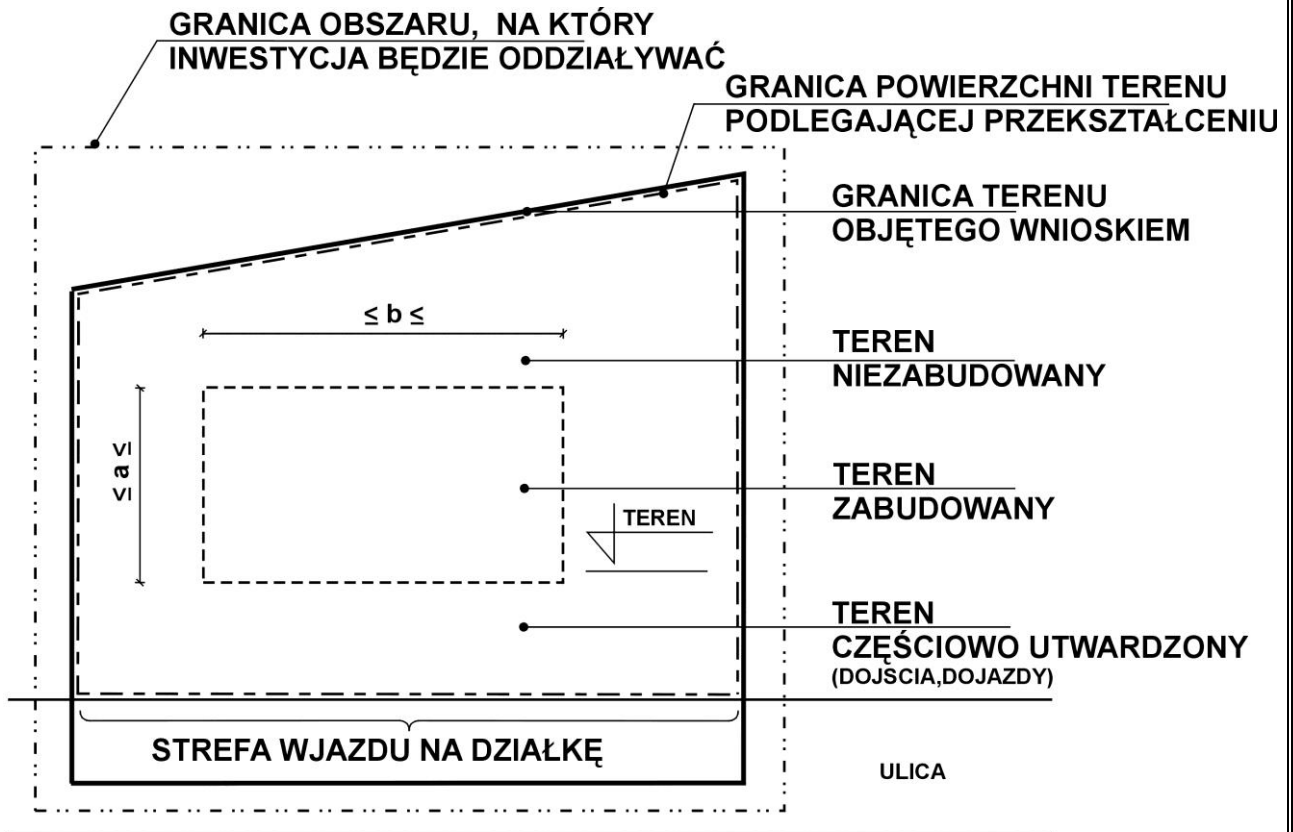 GRANICA OBSZARU, NA KTÓRY
INWESTYCJA BĘDZIE ODDZIAŁYWAĆ
GRANICA POWIERZCHNI TERENU
PODLEGAJĄCEJ PRZEKSZTAŁCENIU
GRANICA TERENU
OBJĘTEGO WNIOSKIEM
≤ b ≤
TEREN
NIEZABUDOWANY
≤ a ≤
TEREN
ZABUDOWANY
TEREN
TEREN
CZĘŚCIOWO UTWARDZONY
(DOJSCIA,DOJAZDY)
STREFA WJAZDU NA DZIAŁKĘ
ULICA